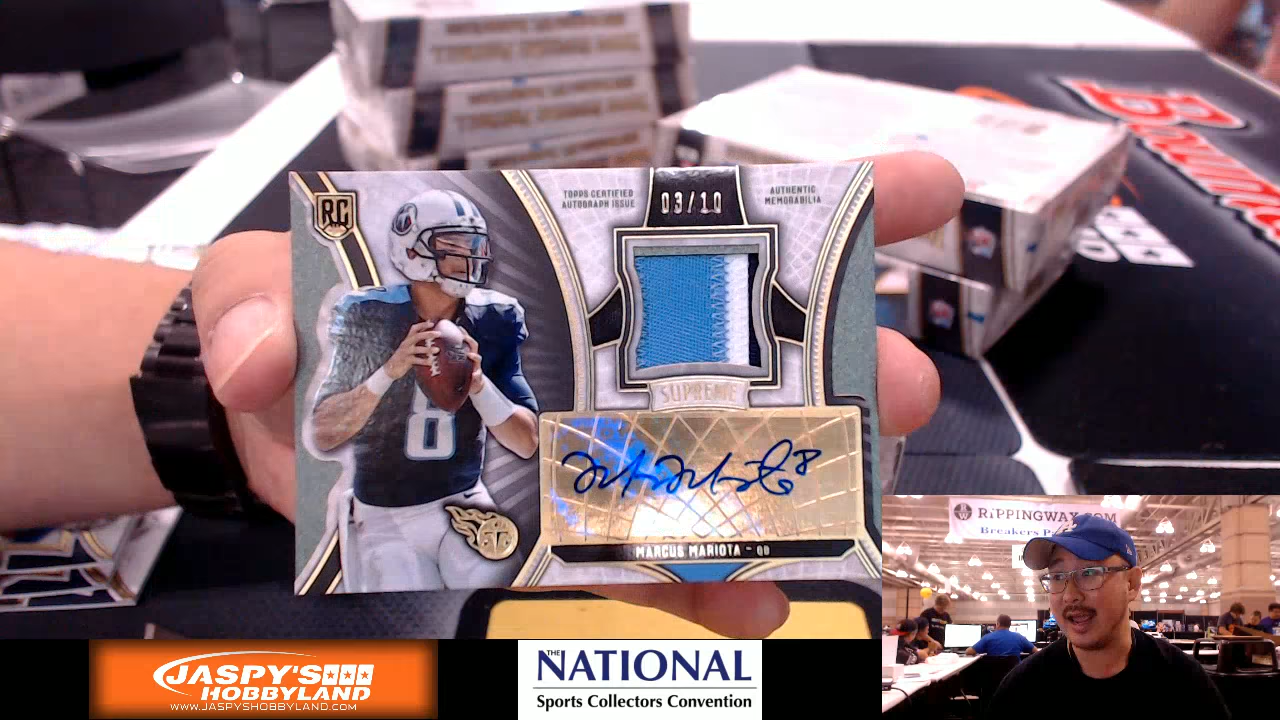 RC
TOPPS CERTIFIED
AUTOGRAPH ISSUE
03/10
AUTHENTIC
MEMORABILIA
8
SUPREME
MARCUS MARIOTA - QB
RIPPINGWAY.COM
JASPY'S
HOBBYLAND
WWW.JASPYSHOBBYLAND.COM
THE
NATIONAL
Sports Collectors Convention